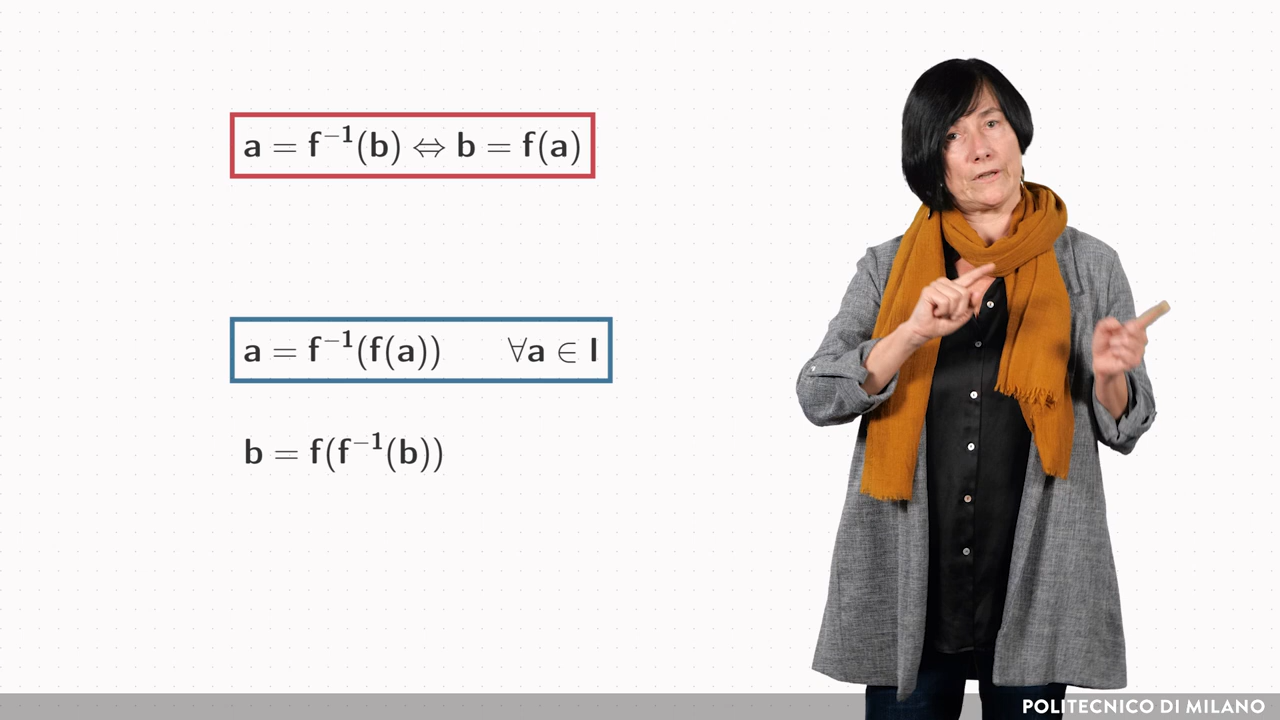 a = f⁻¹(b) ⇔ b = f(a)
a = f⁻¹(f(a)) ∀a ∈ I
b = f(f⁻¹(b))
POLITECNICO DI MILANO